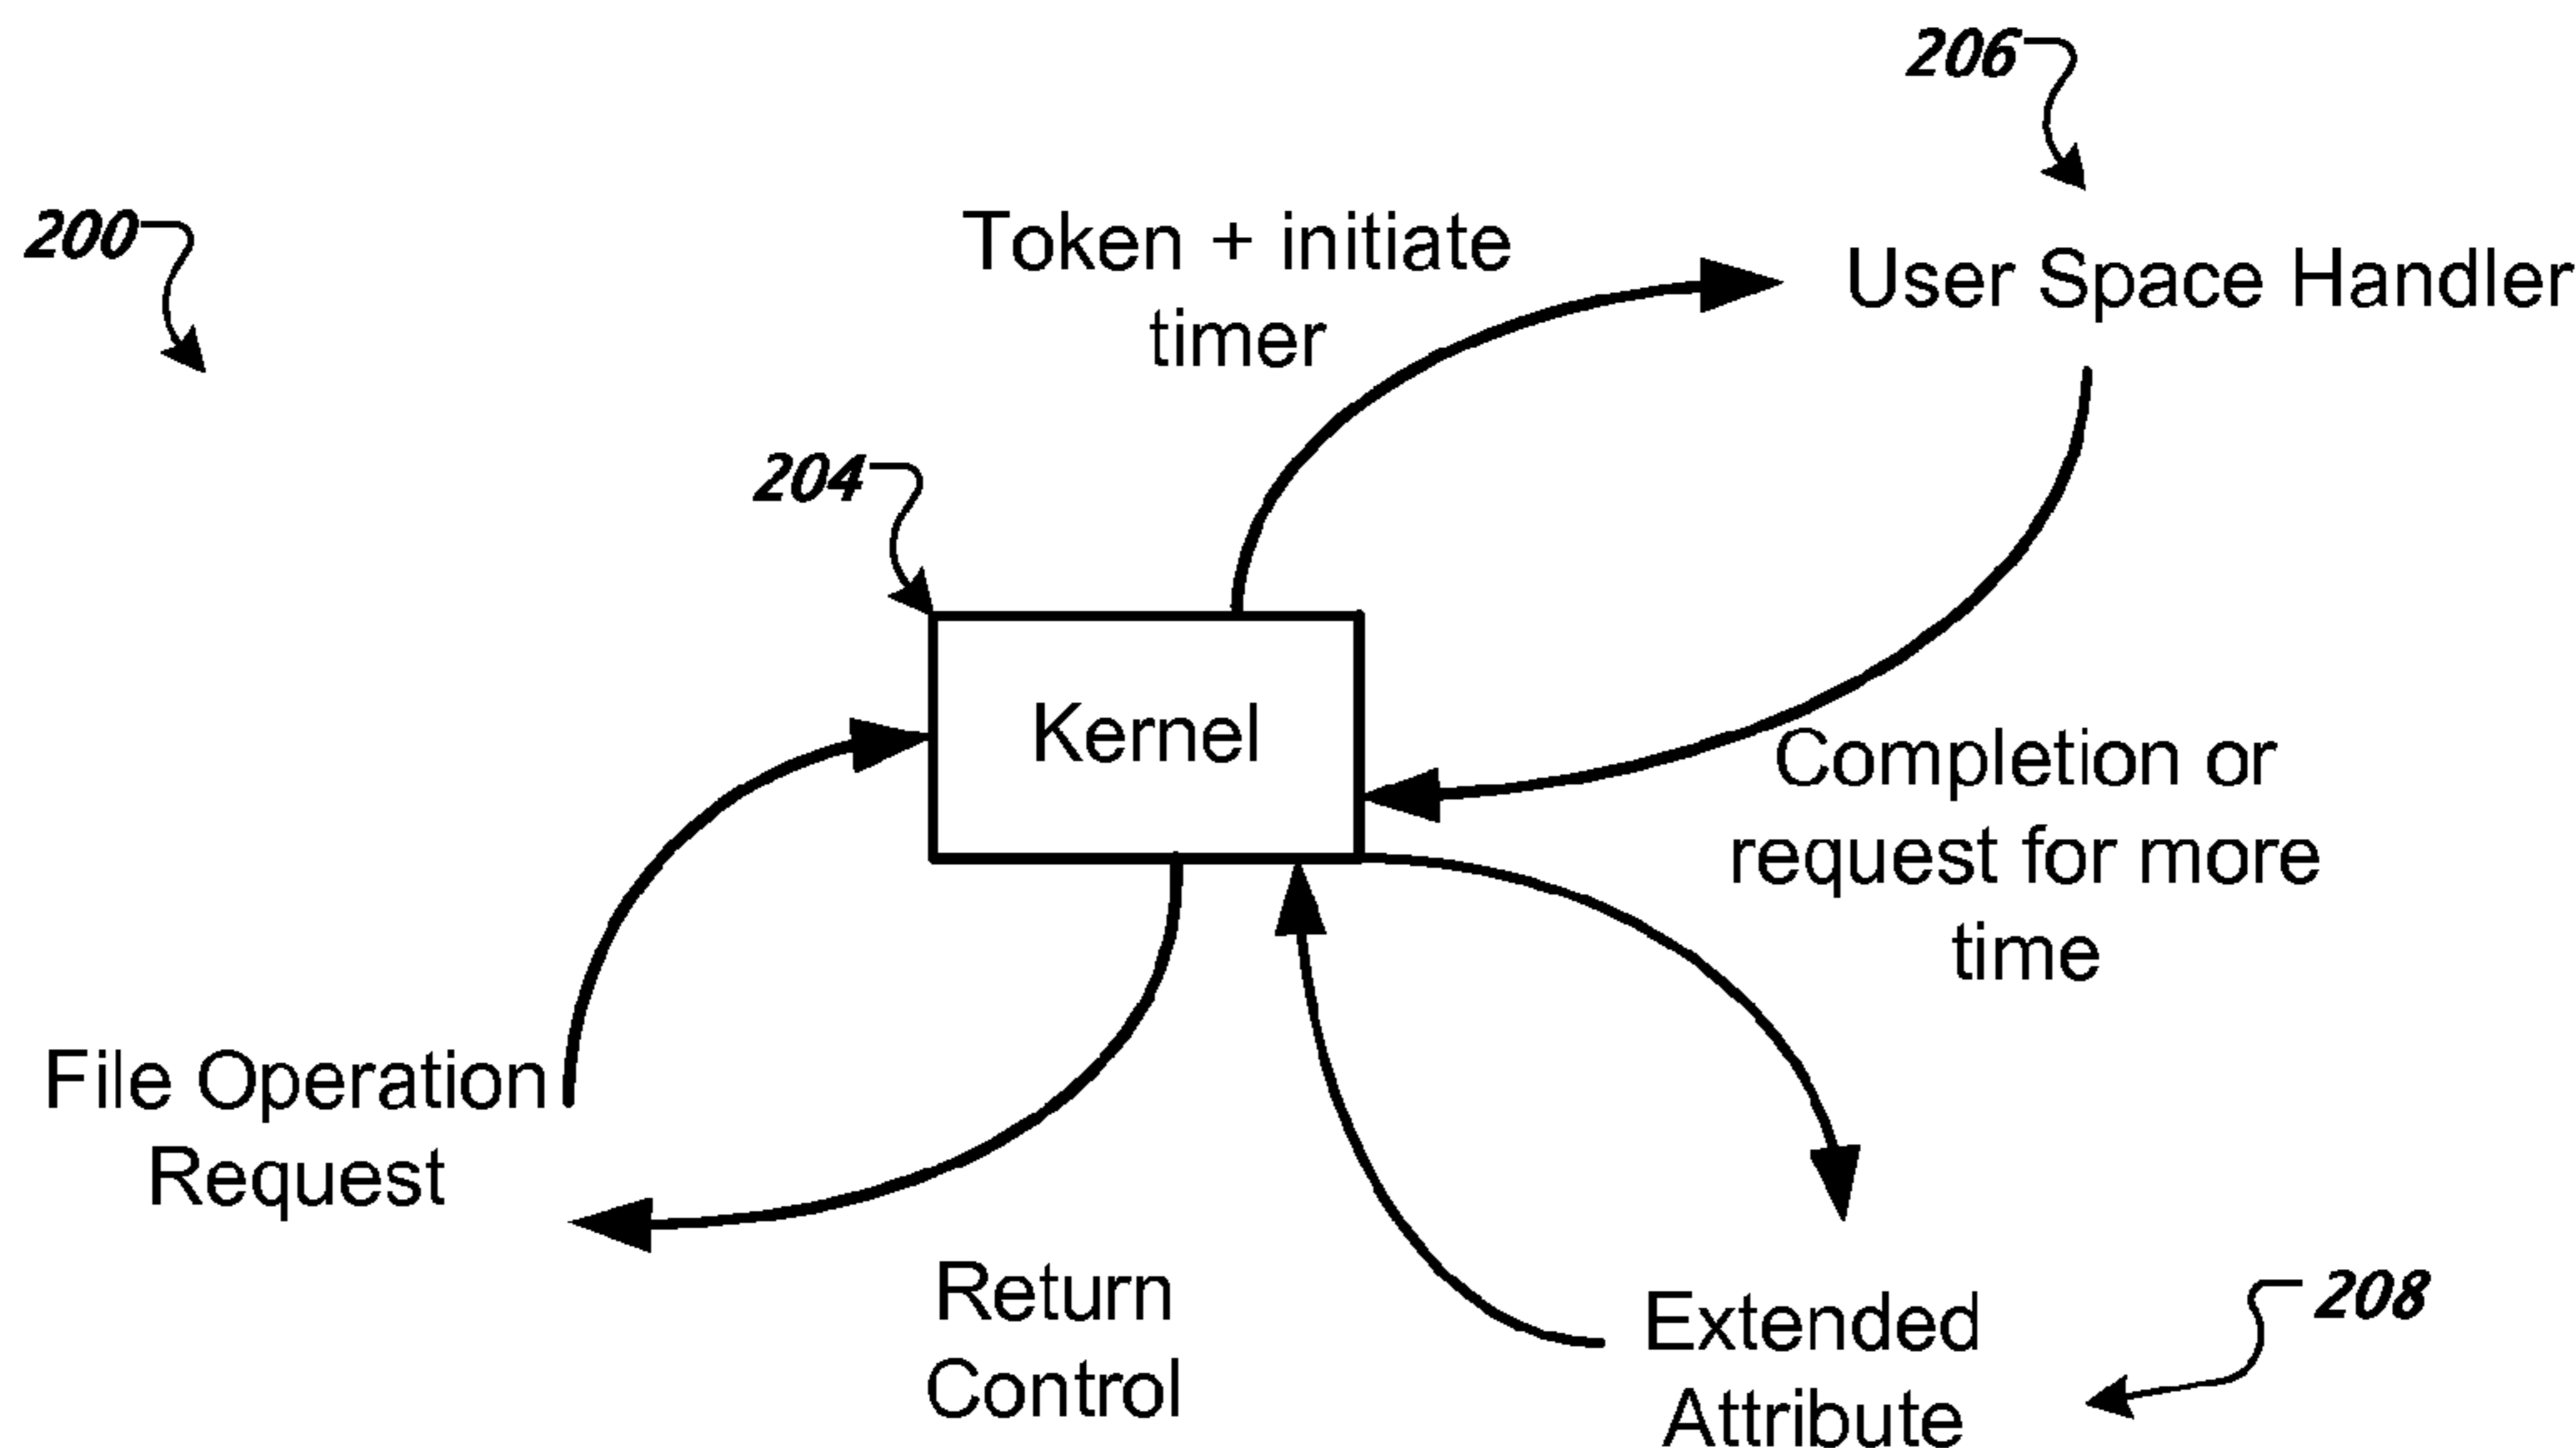 206
200
Token + initiate
timer
User Space Handler
204
Kernel
Completion or
request for more
time
File Operation
Request
Return
Control
Extended
Attribute
208